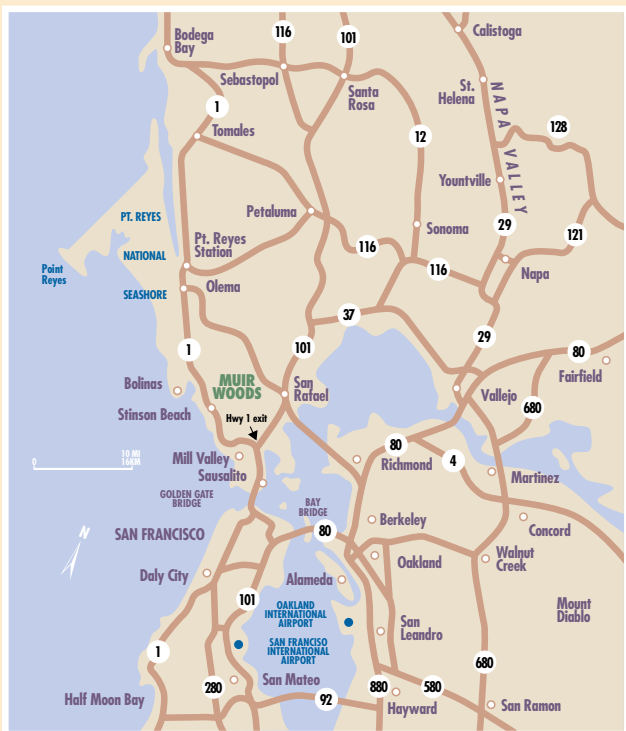 116
101
Calistoga
Bodega
Bay
Sebastopol
Santa
Rosa
St.
Helena
NAPA VALLEY
1
12
128
Tomales
Yountville
Petaluma
PT. REYES
29
121
Sonoma
Pt. Reyes
Station
116
NATIONAL
Point
Reyes
116
Napa
Olema
SEASHORE
37
29
1
101
80
Fairfield
MUIR
WOODS
San
Rafael
Bolinas
Vallejo
680
Stinson Beach
Hwy 1 exit
80
4
10 MI
0
16KM
Mill Valley
Richmond
Sausalito
Martinez
GOLDEN GATE
BRIDGE
BAY
BRIDGE
Berkeley
Concord
N
SAN FRANCISCO
80
Oakland
Walnut
Creek
Daly City
Alameda
101
OAKLAND
INTERNATIONAL
AIRPORT
Mount
Diablo
San
Leandro
1
SAN FRANCISO
INTERNATIONAL
AIRPORT
680
280
San Mateo
880
580
Half Moon Bay
92
Hayward
San Ramon